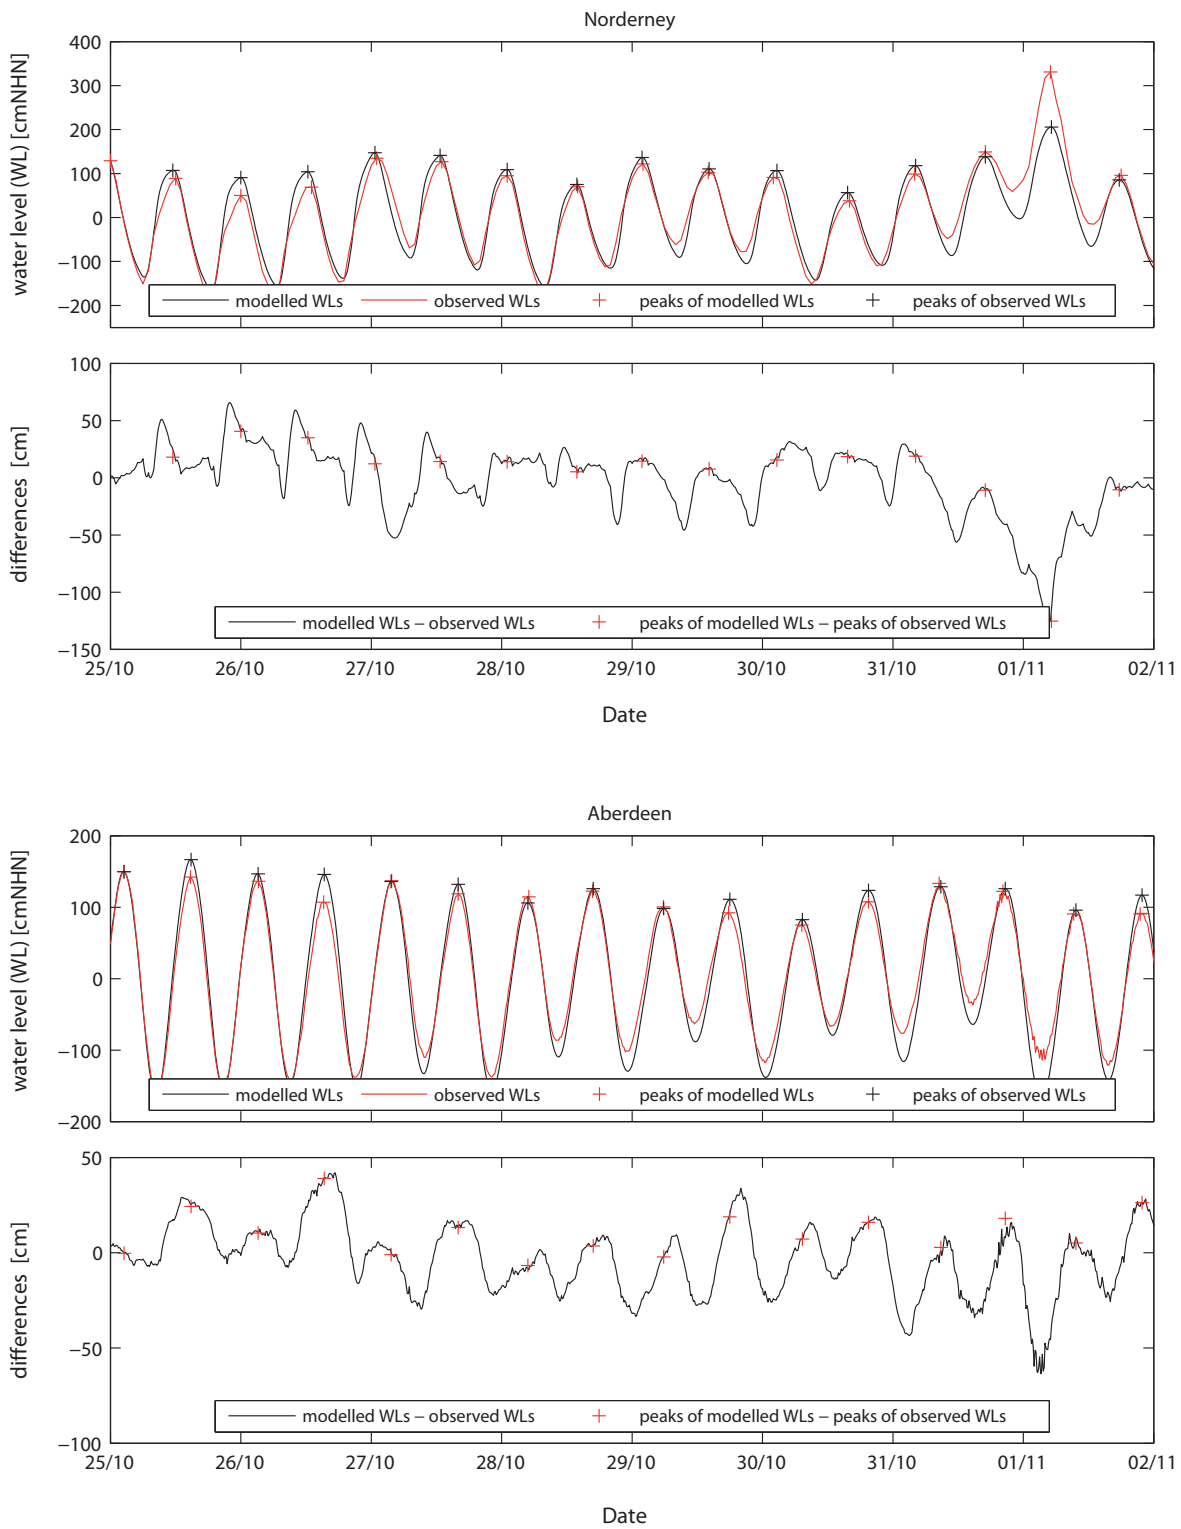 Norderney
water level (WL) [cmNHN]
400
300
200
100
0
−100
−200
modelled WLs observed WLs peaks of modelled WLs peaks of observed WLs
differences [cm]
100
50
0
−50
−100
−150
modelled WLs − observed WLs peaks of modelled WLs − peaks of observed WLs
25/10 26/10 27/10 28/10 29/10 30/10 31/10 01/11 02/11
Date
Aberdeen
water level (WL) [cmNHN]
200
100
0
−100
−200
modelled WLs observed WLs peaks of modelled WLs peaks of observed WLs
differences [cm]
50
0
−50
−100
modelled WLs − observed WLs peaks of modelled WLs − peaks of observed WLs
25/10 26/10 27/10 28/10 29/10 30/10 31/10 01/11 02/11
Date